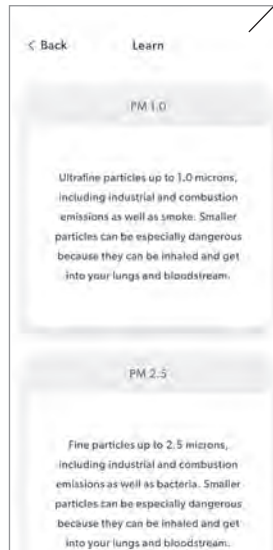 < Back Learn
PM 1.0
Ultrafine particles up to 1.0 microns,
including industrial and combustion
emissions as well as smoke. Smaller
particles can be especially dangerous
because they can be inhaled and get
into your lungs and bloodstream.
PM 2.5
Fine particles up to 2.5 microns,
including industrial and combustion
emissions as well as bacteria. Smaller
particles can be especially dangerous
because they can be inhaled and get
into your lungs and bloodstream.